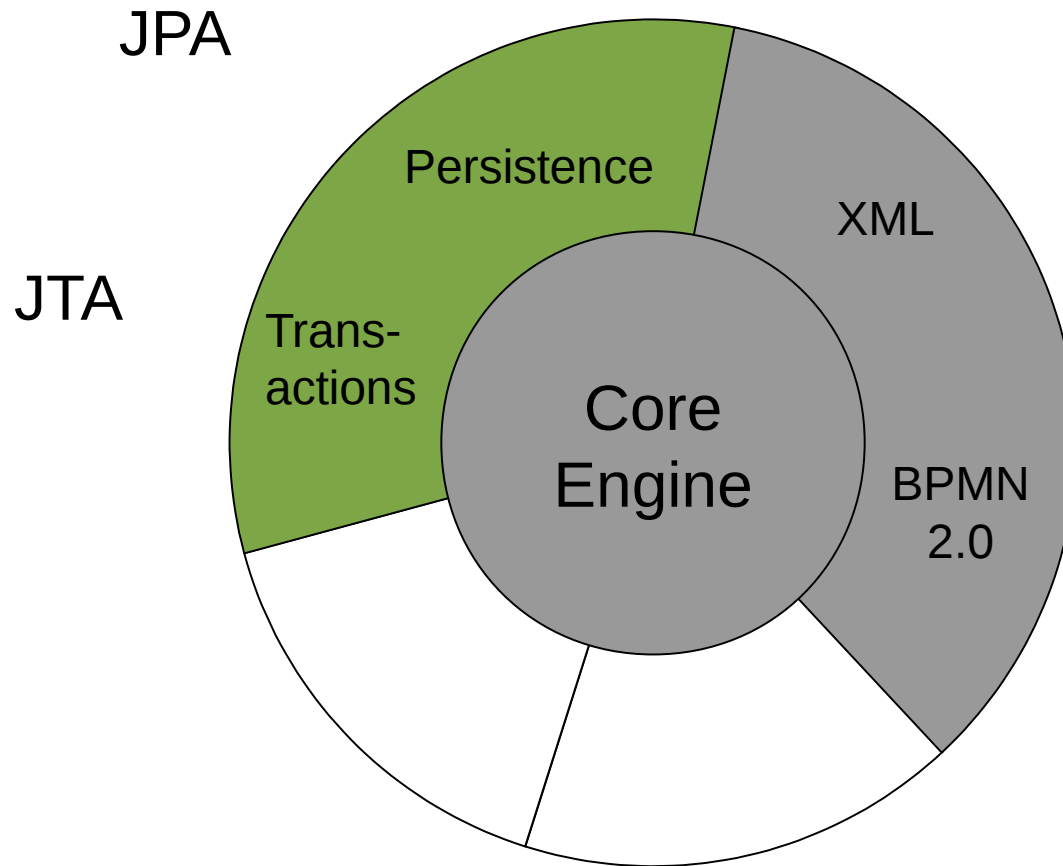 JPA
Persistence
XML
JTA
Trans-
actions
Core
Engine
BPMN
2.0